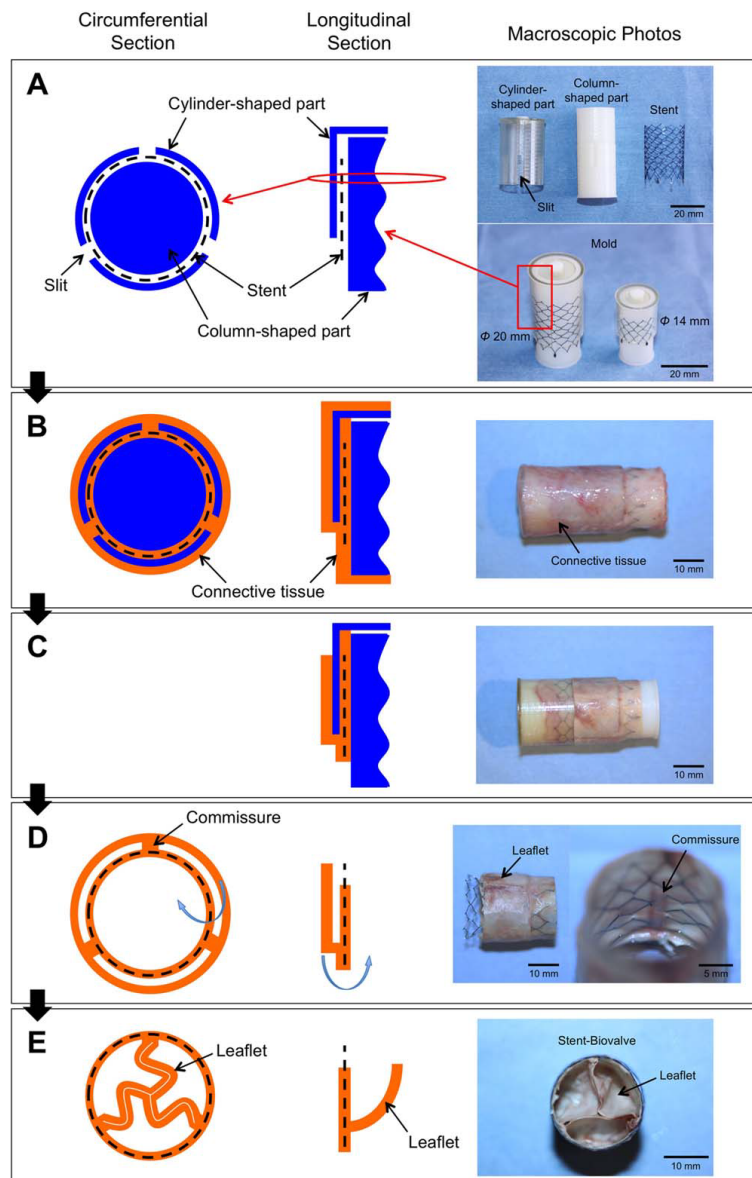 Circumferential
Section
Longitudinal
Section
Macroscopic Photos
A
Cylinder-shaped part
Slit
Stent
Column-shaped part
Cylinder-
shaped part
Column-
shaped part
Stent
Slit
20 mm
Mold
Φ 20 mm
Φ 14 mm
20 mm
B
Connective tissue
Connective tissue
10 mm
C
10 mm
D
Commissure
Leaflet
10 mm
Commissure
5 mm
E
Leaflet
Leaflet
Stent-Biovalve
Leaflet
10 mm